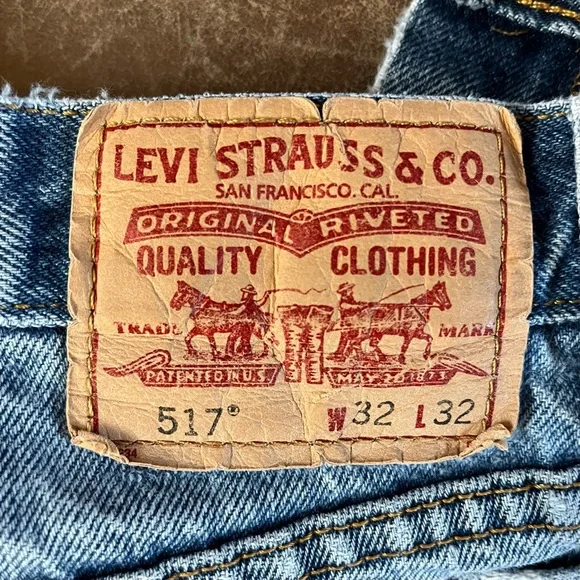 LEVI STRAUSS & CO.
SAN FRANCISCO. CAL.
ORIGINAL RIVETED
QUALITY CLOTHING
TRADE MARK
PATENTED IN U.S. MAY 20 1873
517® W 32 L 32